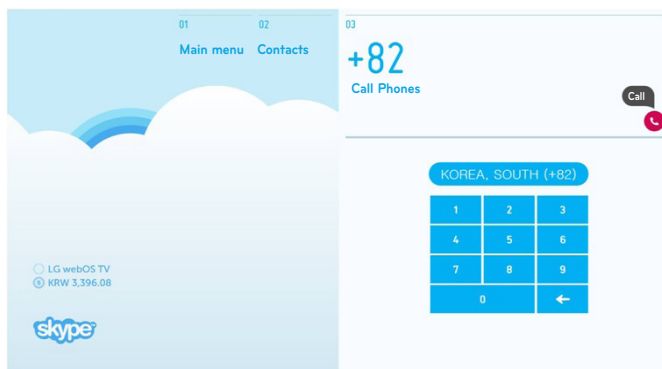 01
02
Main menu
Contacts
LG webOS TV
KRW 3,396.08
skype
03
+82
Call Phones
Call
KOREA, SOUTH (+82)
1 2 3
4 5 6
7 8 9
0